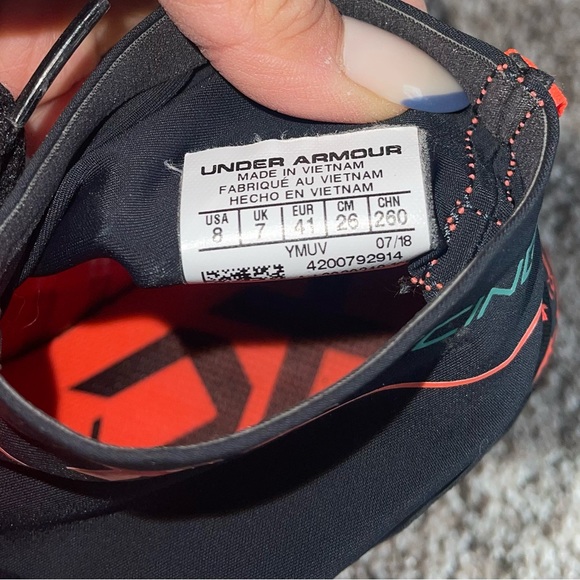 UNDER ARMOUR
MADE IN VIETNAM
FABRIQUÉ AU VIETNAM
HECHO EN VIETNAM
USA UK EUR CM CHN
8 7 41 26 260
YMUV 07/18
4200792914